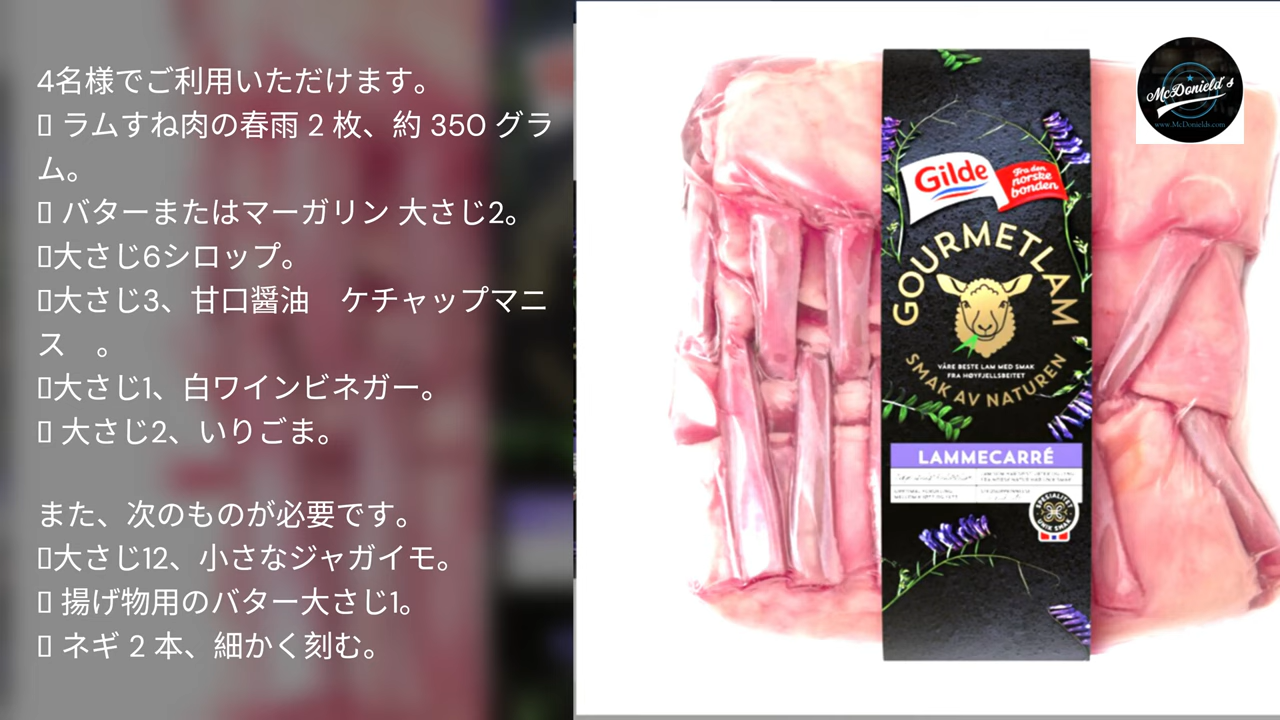 4名様でご利用いただけます。
▯ ラムすね肉の春雨 2 枚、約 350 グラ
ム。
▯ バターまたはマーガリン 大さじ2。
▯大さじ6シロップ。
▯大さじ3、甘口醤油　ケチャップマニ
ス　。
▯大さじ1、白ワインビネガー。
▯ 大さじ2、いりごま。
また、次のものが必要です。
▯大さじ12、小さなジャガイモ。
▯ 揚げ物用のバター大さじ1。
▯ ネギ 2 本、細かく刻む。
McDonield's
www.McDonields.com
Gilde
Fra den
norske
bonden
GOURMETLAM
VÅRE BESTE LAM MED SMAK
FRA HØYFJELLSBEITET
SMAK AV NATUREN
LAMMECARRÉ
SPESIALITET
UNIK SMAK